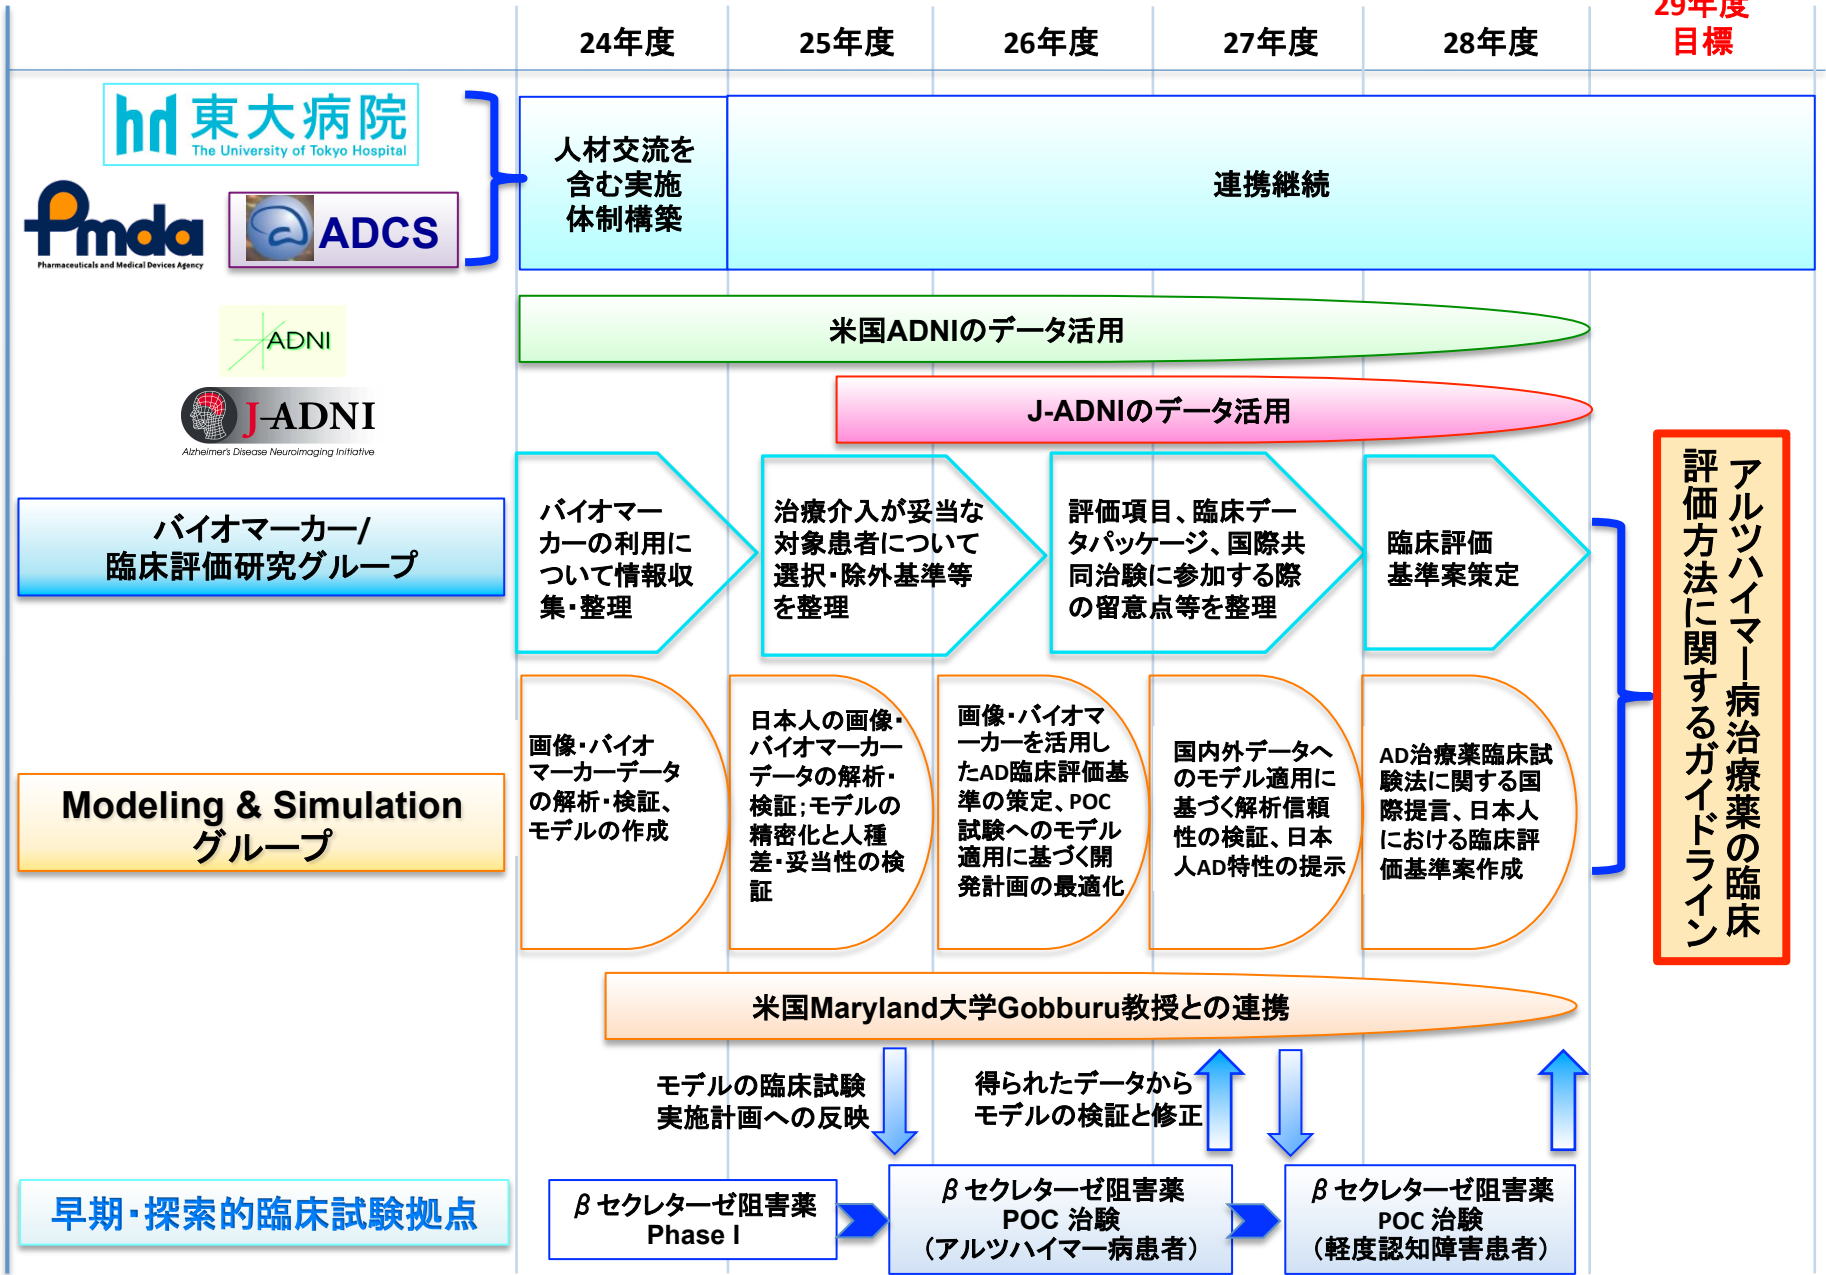 24年度
25年度
26年度
27年度
28年度
29年度
目標
東大病院
The University of Tokyo Hospital
Pmda
Pharmaceuticals and Medical Devices Agency
ADCS
人材交流を
含む実施
体制構築
連携継続
ADNI
米国ADNIのデータ活用
J-ADNI
Alzheimer's Disease Neuroimaging Initiative
J-ADNIのデータ活用
バイオマーカー/
臨床評価研究グループ
バイオマー
カーの利用に
ついて情報収
集・整理
治療介入が妥当な
対象患者について
選択・除外基準等
を整理
評価項目、臨床デー
タパッケージ、国際共
同治験に参加する際
の留意点等を整理
臨床評価
基準案策定
アルツハイマー病治療薬の臨床
評価方法に関するガイドライン
Modeling & Simulation
グループ
画像・バイオ
マーカーデータ
の解析・検証、
モデルの作成
日本人の画像・
バイオマーカー
データの解析・
検証;モデルの
精密化と人種
差・妥当性の検
証
画像・バイオマ
ーカーを活用し
たAD臨床評価基
準の策定、POC
試験へのモデル
適用に基づく開
発計画の最適化
国内外データへ
のモデル適用に
基づく解析信頼
性の検証、日本
人AD特性の提示
AD治療薬臨床試
験法に関する国
際提言、日本人
における臨床評
価基準案作成
米国Maryland大学Gobburu教授との連携
モデルの臨床試験
実施計画への反映
得られたデータから
モデルの検証と修正
早期・探索的臨床試験拠点
βセクレターゼ阻害薬
Phase I
βセクレターゼ阻害薬
POC 治験
（アルツハイマー病患者）
βセクレターゼ阻害薬
POC 治験
（軽度認知障害患者）